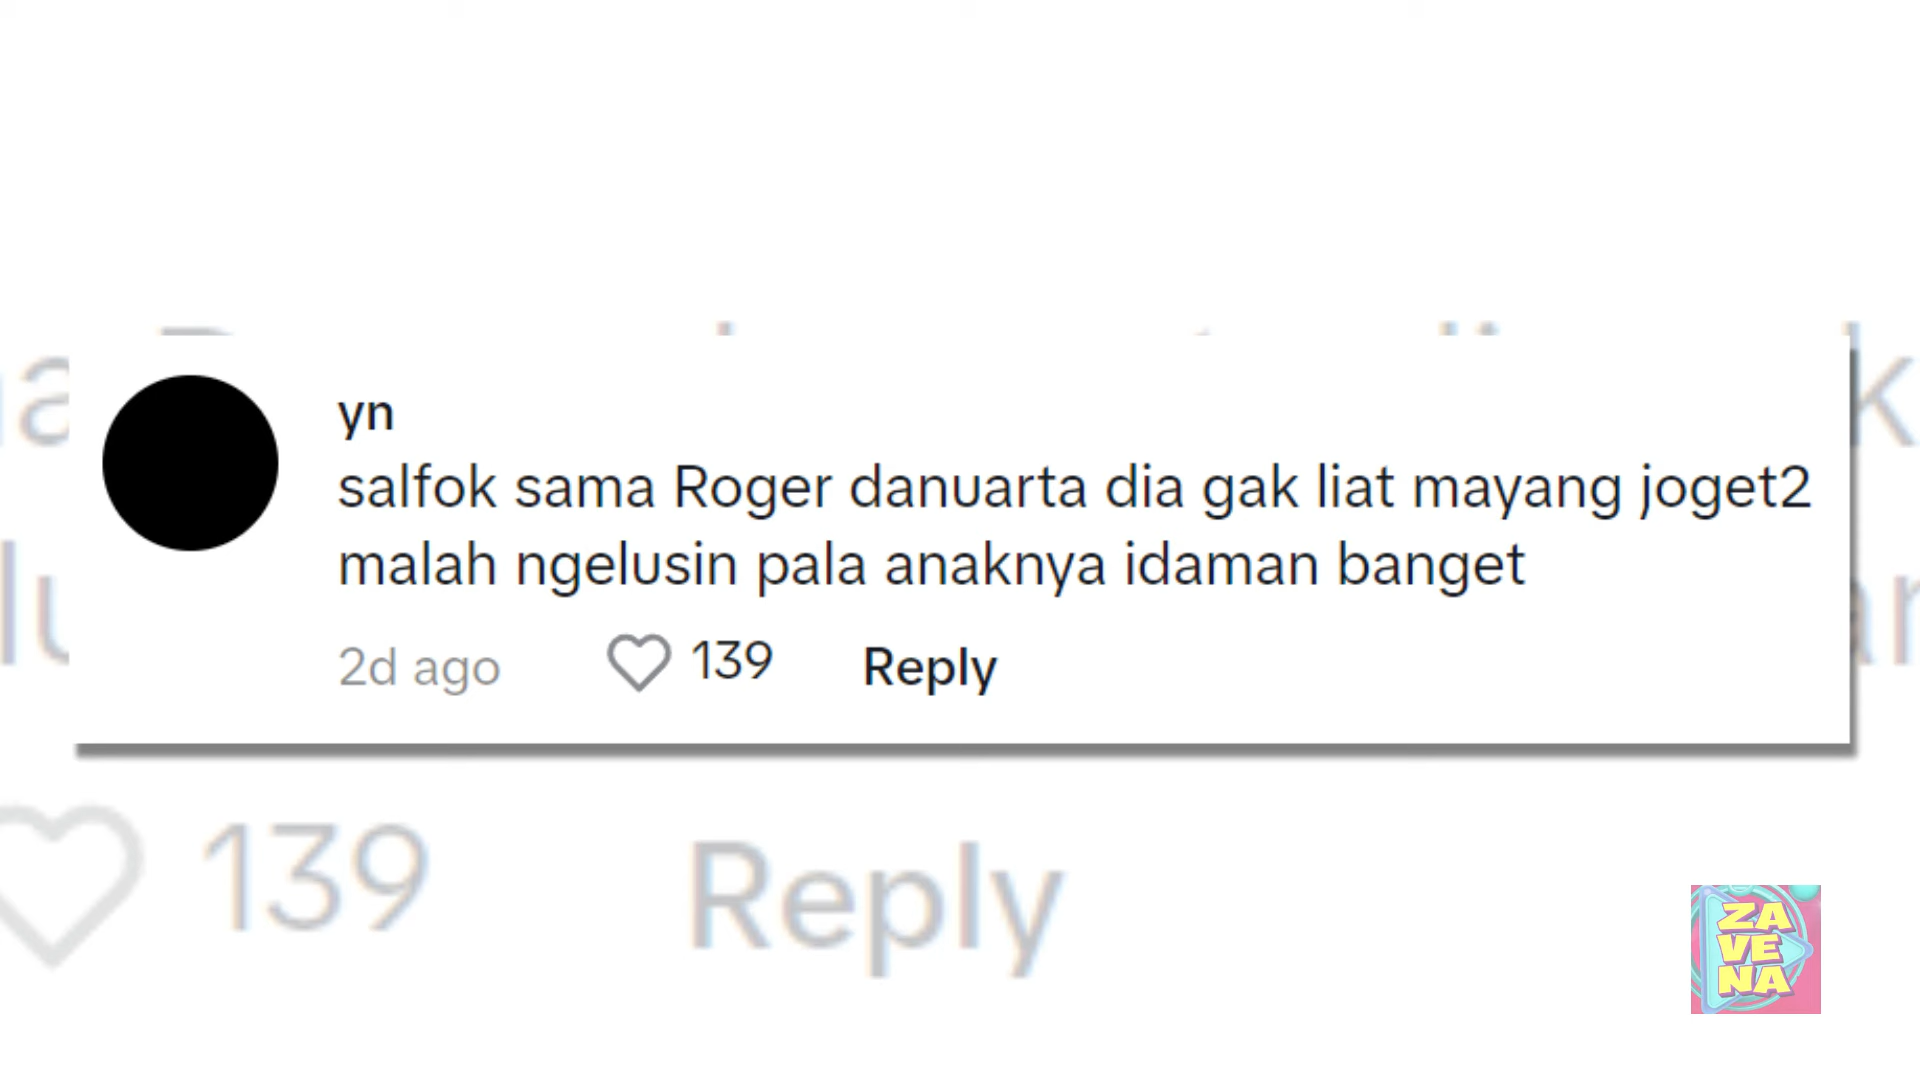 yn
salfok sama Roger danuarta dia gak liat mayang joget2
malah ngelusin pala anaknya idaman banget
2d ago 139 Reply
139 Reply
ZA
VE
NA